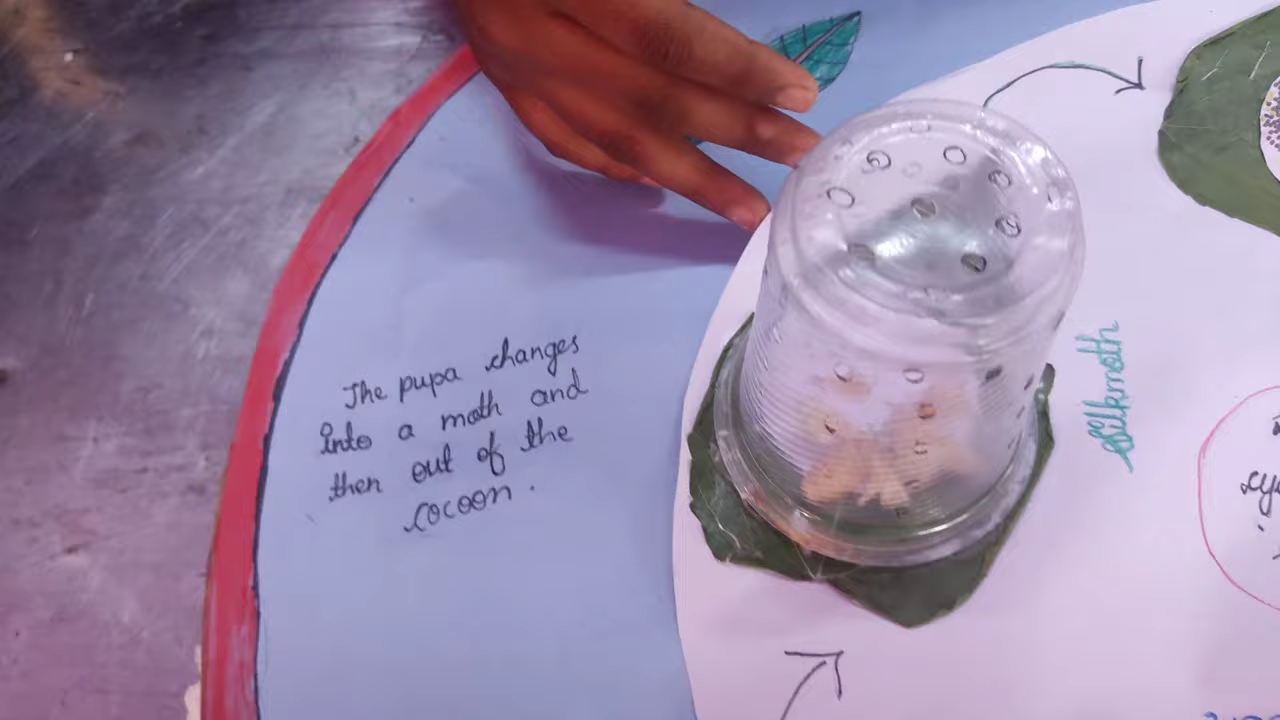 The pupa changes
into a moth and
then out of the
cocoon.
Silkmoth